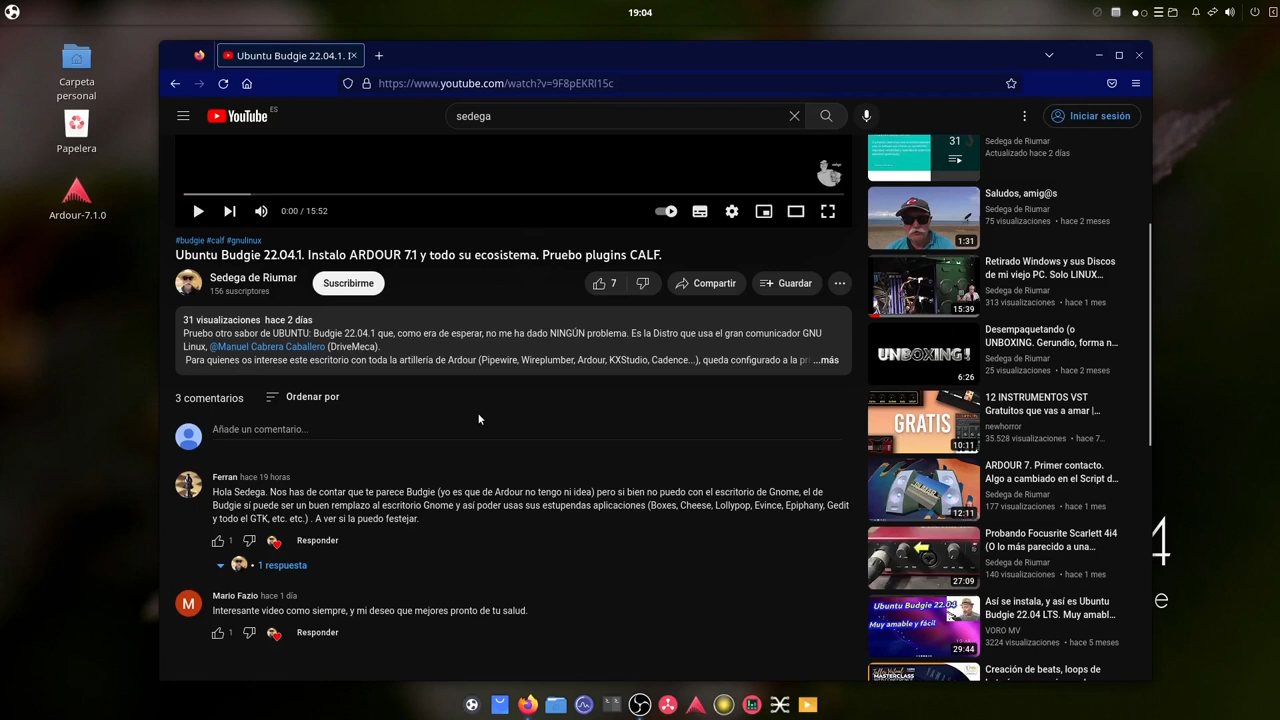 19:04
Carpeta
personal
Papelera
Ardour-7.1.0
Ubuntu Budgie 22.04.1. I
https://www.youtube.com/watch?v=9F8pEKRl15c
YouTube
ES
sedega
Iniciar sesión
0:00 / 15:52
#budgie #calf #gnulinux
Ubuntu Budgie 22.04.1. Instalo ARDOUR 7.1 y todo su ecosistema. Pruebo plugins CALF.
Sedega de Riumar
156 suscriptores
Suscribirme
7
Compartir
Guardar
31 visualizaciones hace 2 días
Pruebo otro sabor de UBUNTU: Budgie 22.04.1 que, como era de esperar, no me ha dado NINGÚN problema. Es la Distro que usa el gran comunicador GNU
Linux, @Manuel Cabrera Caballero (DriveMeca).
Para quienes os interese este escritorio con toda la artillería de Ardour (Pipewire, Wireplumber, Ardour, KXStudio, Cadence...), queda configurado a la pri ...más
3 comentarios
Ordenar por
Añade un comentario...
Ferran hace 19 horas
Hola Sedega. Nos has de contar que te parece Budgie (yo es que de Ardour no tengo ni idea) pero si bien no puedo con el escritorio de Gnome, el de
Budgie sí puede ser un buen remplazo al escritorio Gnome y así poder usas sus estupendas aplicaciones (Boxes, Cheese, Lollypop, Evince, Epiphany, Gedit
y todo el GTK, etc. etc.) . A ver si la puedo festejar.
1
Responder
1 respuesta
M
Mario Fazio hace 1 día
Interesante video como siempre, y mi deseo que mejores pronto de tu salud.
1
Responder
31
Sedega de Riumar
Actualizado hace 2 días
Saludos, amig@s
Sedega de Riumar
75 visualizaciones • hace 2 meses
1:31
Retirado Windows y sus Discos
de mi viejo PC. Solo LINUX...
Sedega de Riumar
313 visualizaciones • hace 1 mes
15:39
Desempaquetando (o
UNBOXING. Gerundio, forma n...
Sedega de Riumar
25 visualizaciones • hace 2 meses
UNBOXING!
6:26
12 INSTRUMENTOS VST
Gratuitos que vas a amar |...
newhorror
35.528 visualizaciones • hace 7...
GRATIS
10:11
ARDOUR 7. Primer contacto.
Algo a cambiado en el Script d...
Sedega de Riumar
177 visualizaciones • hace 1 mes
12:11
Probando Focusrite Scarlett 4i4
(O lo más parecido a una...
Sedega de Riumar
140 visualizaciones • hace 1 mes
27:09
Así se instala, y así es Ubuntu
Budgie 22.04 LTS. Muy amabl...
VORO MV
3224 visualizaciones • hace 5 meses
Ubuntu Budgie 22.04
Muy amable y fácil
29:44
Creación de beats, loops de
MASTERCLASS
4
e